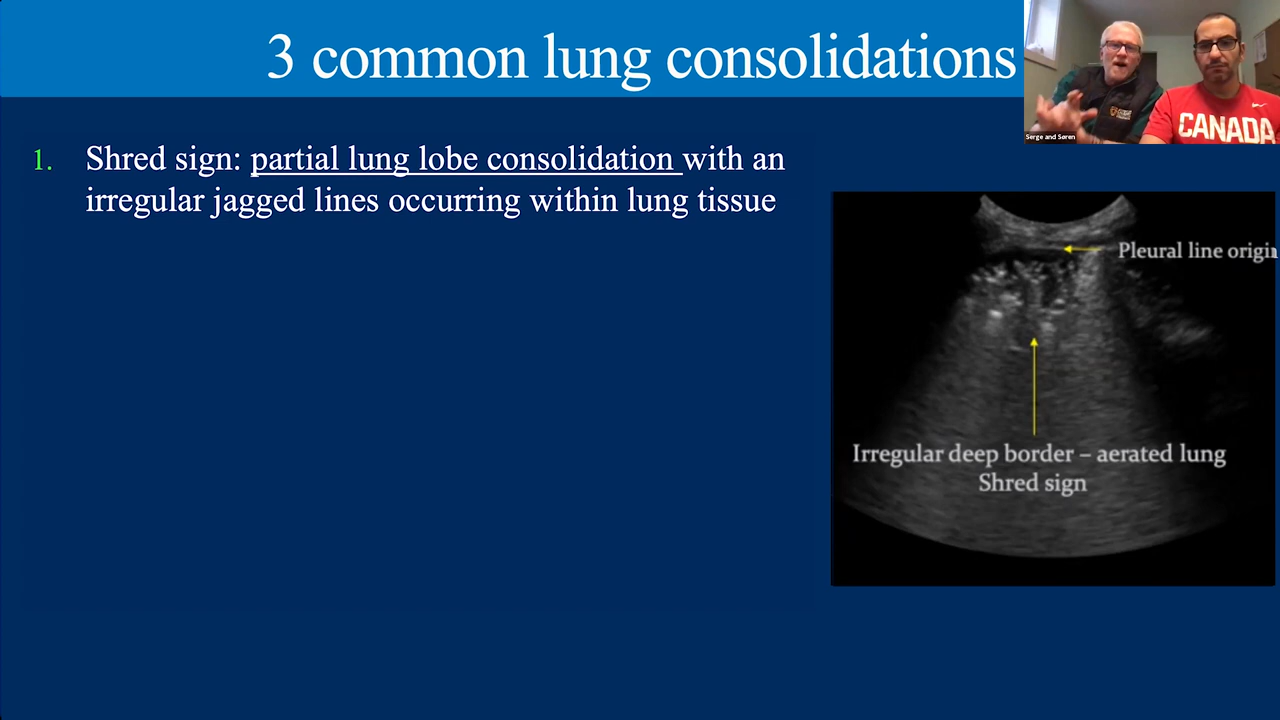 3 common lung consolidations
Serge and Søren
CANADA
1. Shred sign: partial lung lobe consolidation with an
irregular jagged lines occurring within lung tissue
Pleural line origin
Irregular deep border – aerated lung
Shred sign